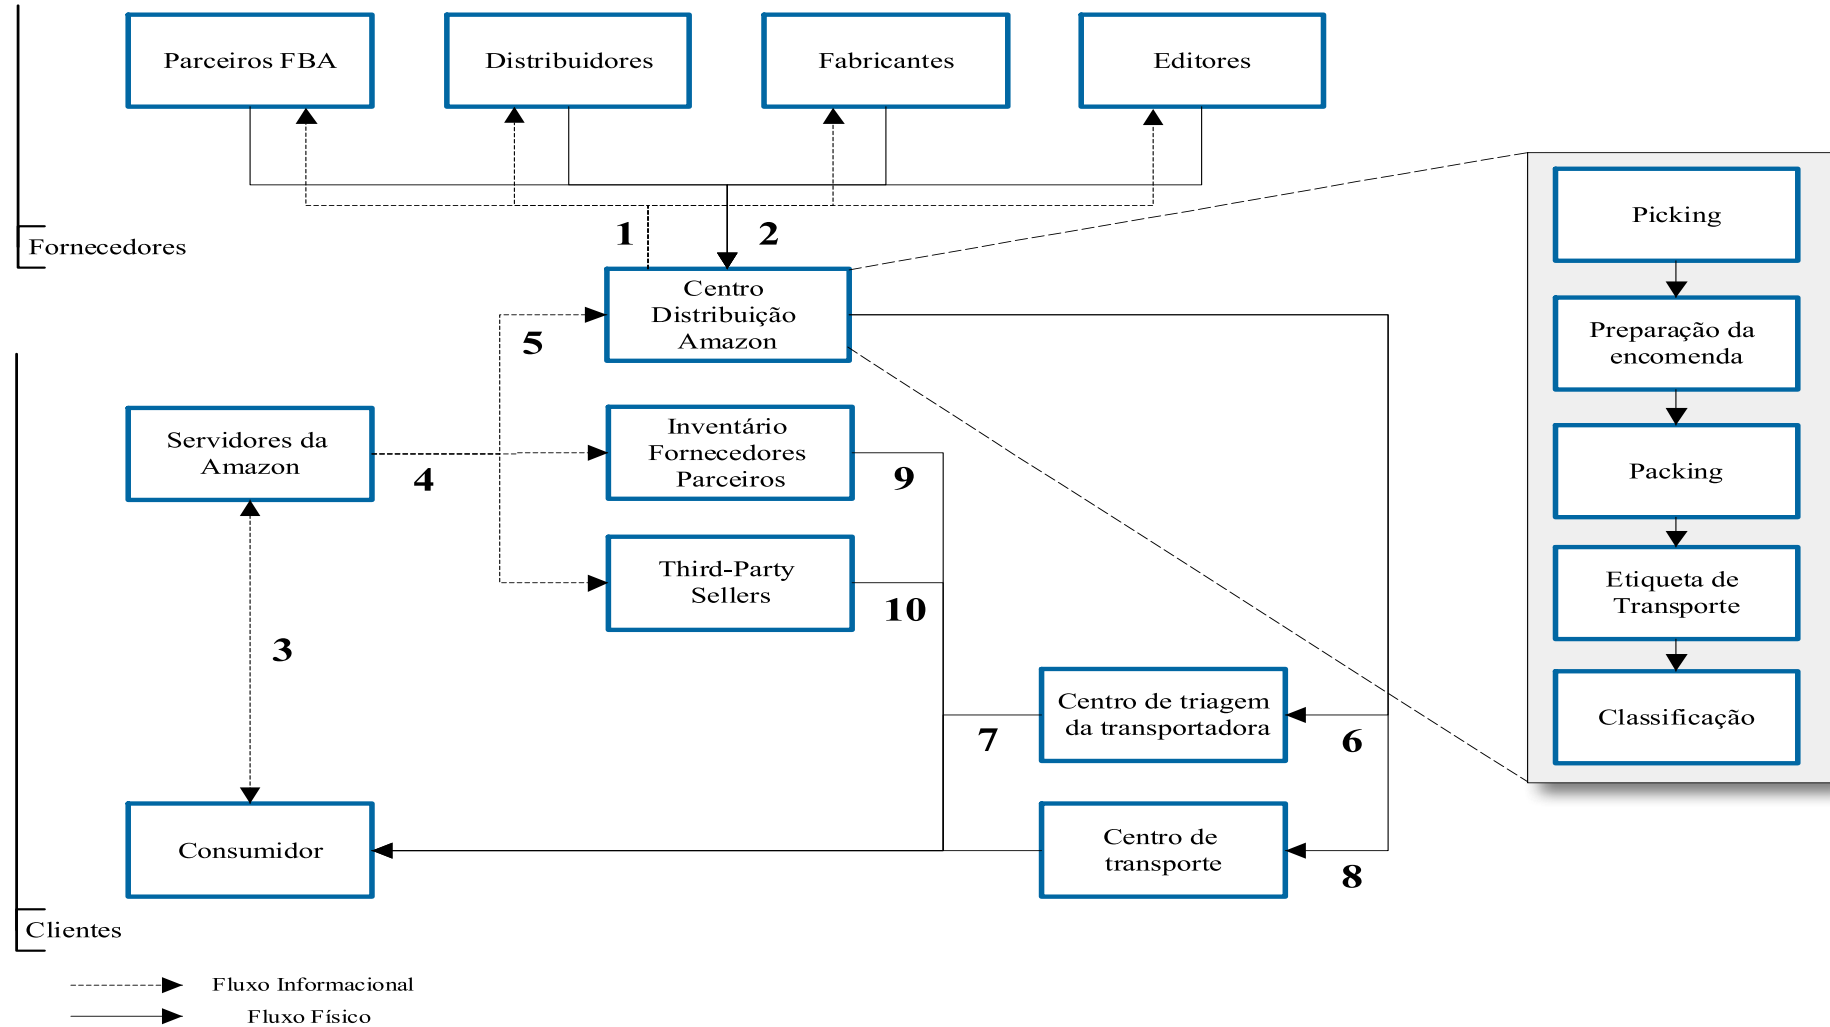 Parceiros FBA
Distribuidores
Fabricantes
Editores
Fornecedores
1
2
Centro
Distribuição
Amazon
5
Servidores da
Amazon
4
Inventário
Fornecedores
Parceiros
9
Third-Party
Sellers
10
3
Centro de triagem
da transportadora
7
6
Consumidor
Centro de
transporte
8
Clientes
Picking
Preparação da
encomenda
Packing
Etiqueta de
Transporte
Classificação
Fluxo Informacional
Fluxo Físico